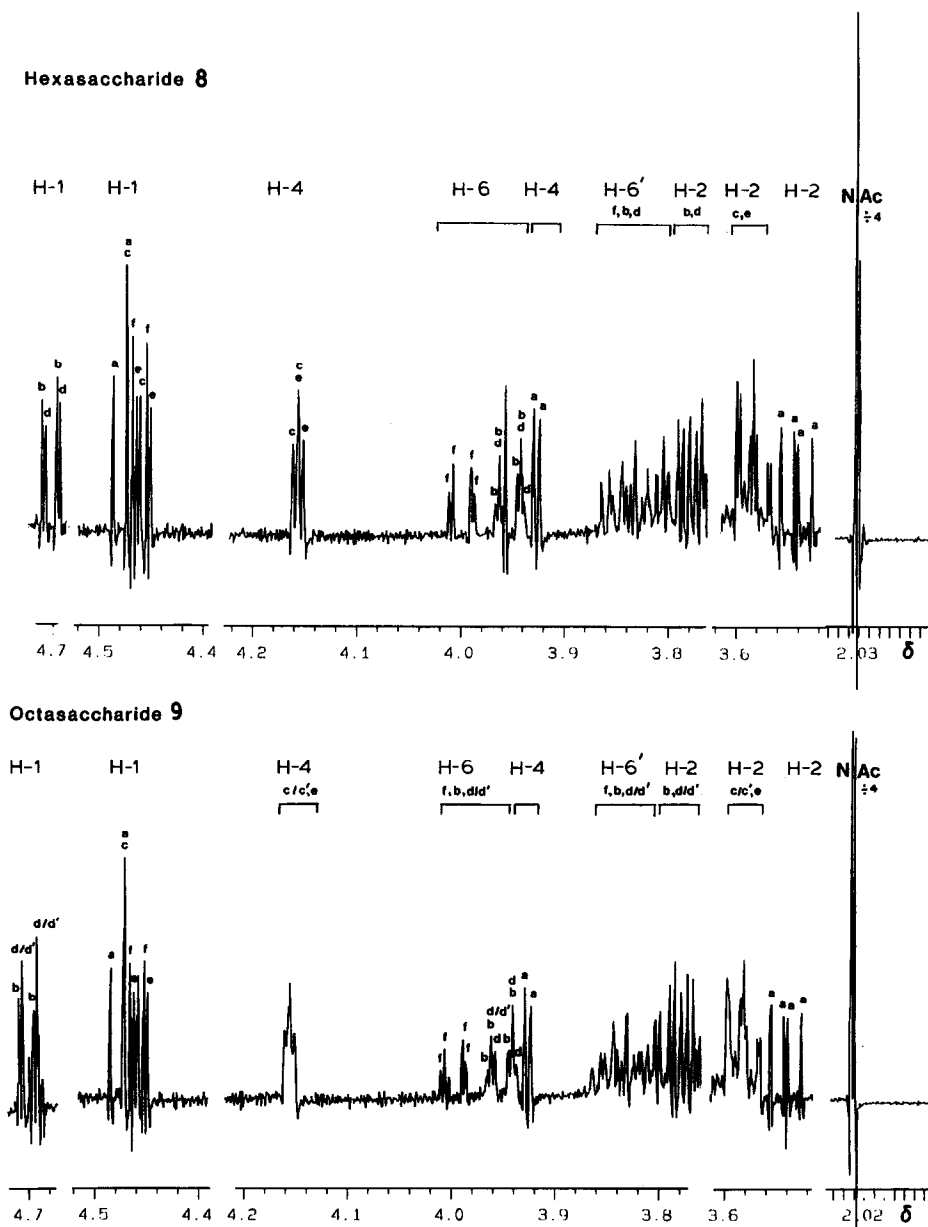 Hexasaccharide 8
H-1 H-1 H-4 H-6 H-4 H-6′ H-2 H-2 H-2 NAc
f,b,d b,d c,e ÷4
a
c
b b d d
a f e c f e
c
e
c e
f f f f
b
d
b
b
d
b d
a a
a a a a
4.7 4.5 4.4 4.2 4.1 4.0 3.9 3.8 3.6 2.03 δ
Octasaccharide 9
H-1 H-1 H-4 H-6 H-4 H-6′ H-2 H-2 H-2 NAc
c/c′,e f,b,d/d′ f,b,d/d′ b,d/d′ c/c′,e ÷4
a
c
d/d′ d/d′
b b
a f e f e
f f f f
d/d′
b
b d b
d
b
d
a a
a a a a
4.7 4.5 4.4 4.2 4.1 4.0 3.9 3.8 3.6 2.02 δ